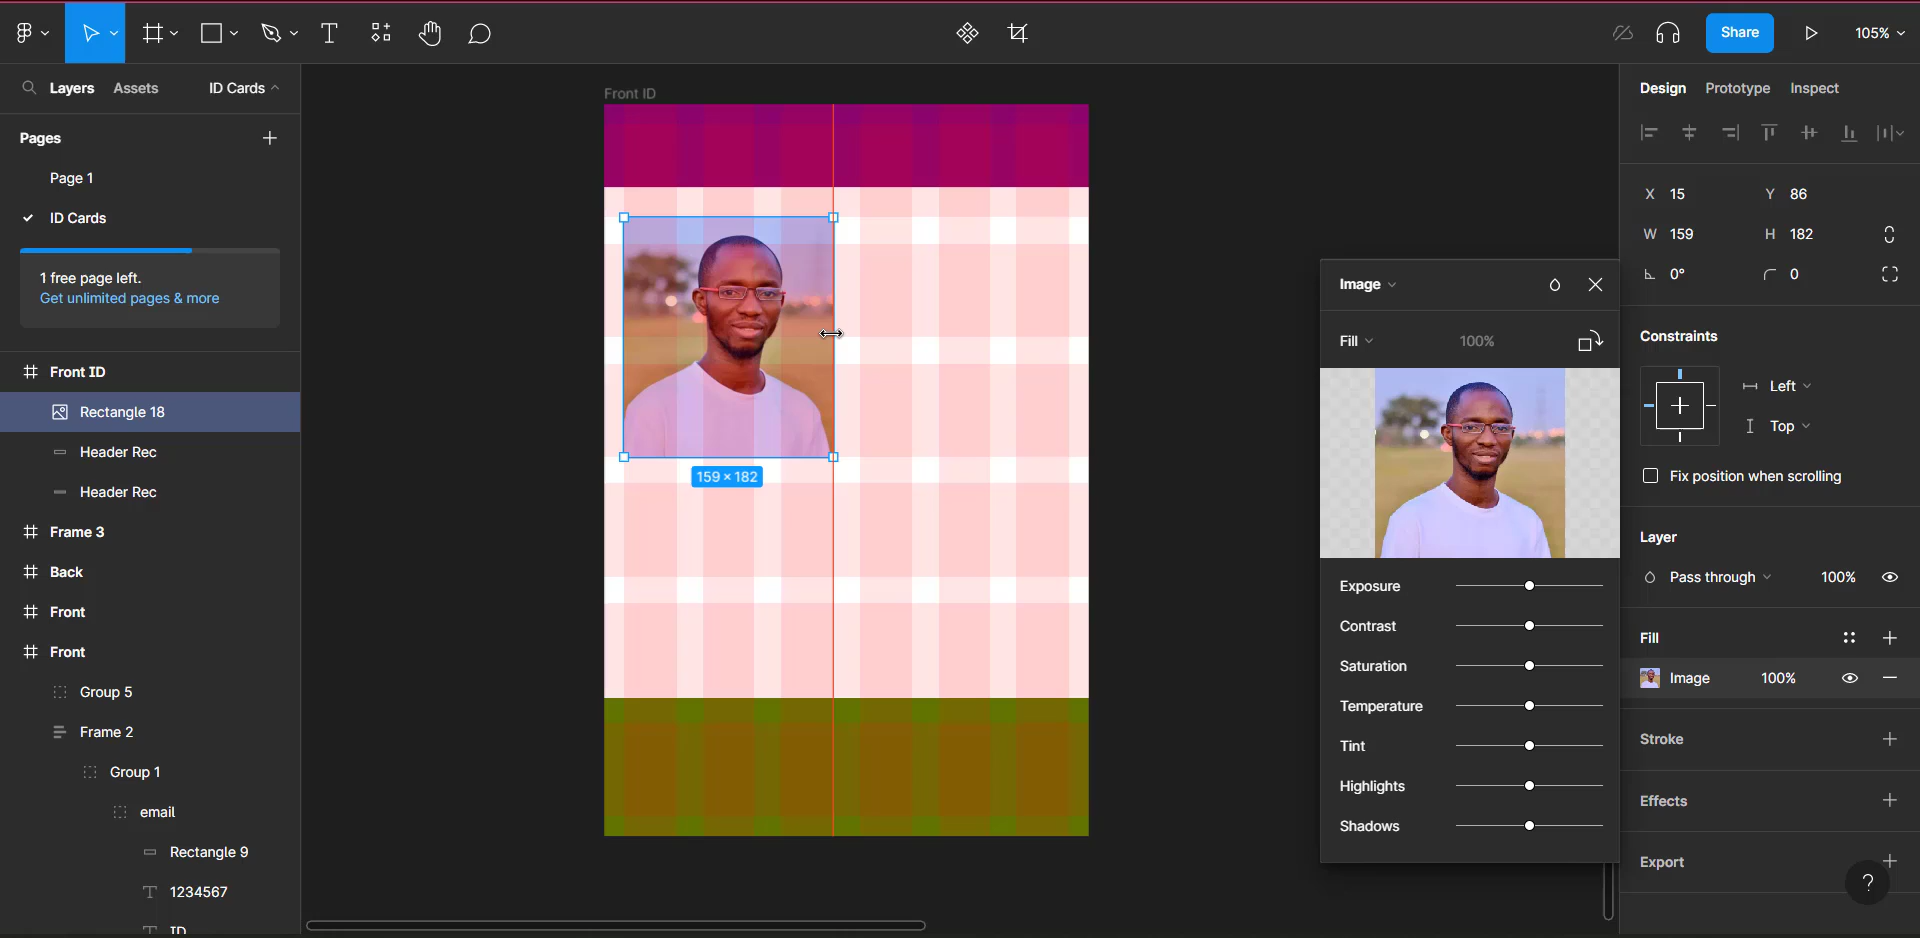 Share
105%
Layers
Assets
ID Cards
Pages
Page 1
ID Cards
1 free page left.
Get unlimited pages & more
Front ID
Rectangle 18
Header Rec
Header Rec
Frame 3
Back
Front
Front
Group 5
Frame 2
Group 1
email
Rectangle 9
1234567
ID
Front ID
159 × 182
Image
Fill
100%
Exposure
Contrast
Saturation
Temperature
Tint
Highlights
Shadows
Design
Prototype
Inspect
X 15
Y 86
W 159
H 182
0°
0
Constraints
Left
Top
Fix position when scrolling
Layer
Pass through
100%
Fill
Image
100%
Stroke
Effects
Export
?